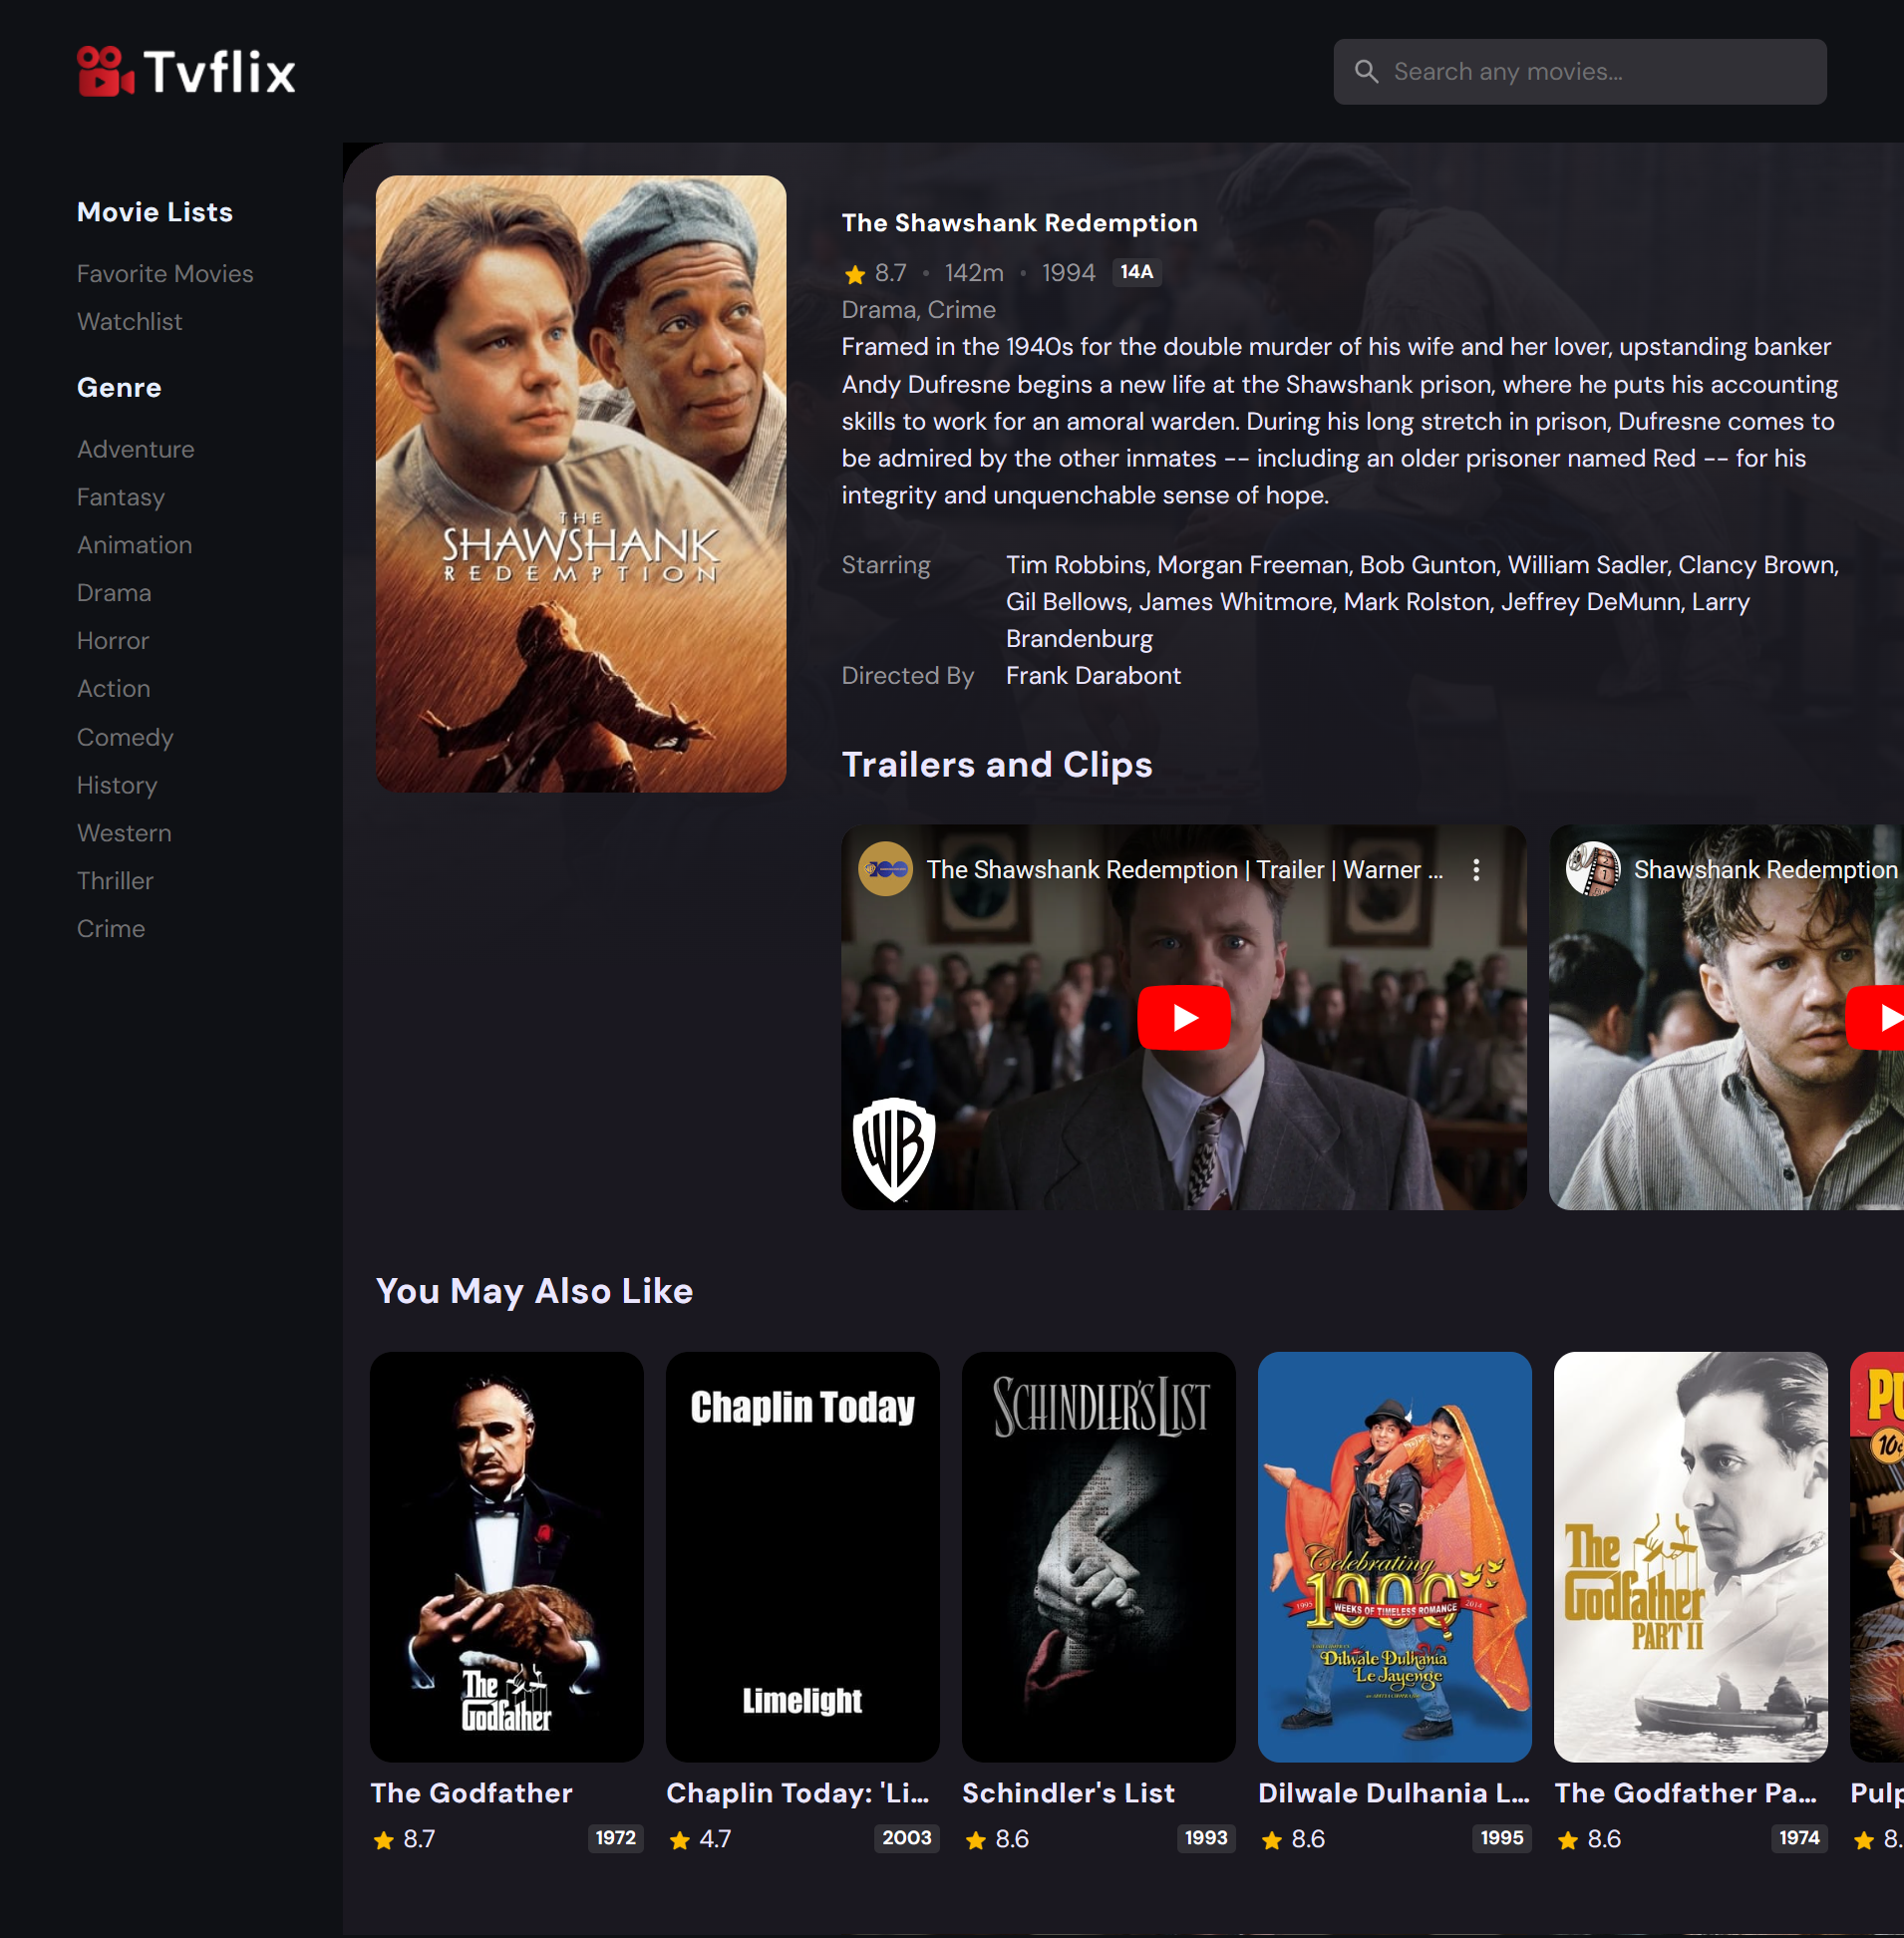 Tvflix
Search any movies...
Movie Lists
Favorite Movies
Watchlist
Genre
Adventure
Fantasy
Animation
Drama
Horror
Action
Comedy
History
Western
Thriller
Crime
THE
SHAWSHANK
REDEMPTION
The Shawshank Redemption
8.7 • 142m • 1994 14A
Drama, Crime
Framed in the 1940s for the double murder of his wife and her lover, upstanding banker
Andy Dufresne begins a new life at the Shawshank prison, where he puts his accounting
skills to work for an amoral warden. During his long stretch in prison, Dufresne comes to
be admired by the other inmates -- including an older prisoner named Red -- for his
integrity and unquenchable sense of hope.
Starring Tim Robbins, Morgan Freeman, Bob Gunton, William Sadler, Clancy Brown,
Gil Bellows, James Whitmore, Mark Rolston, Jeffrey DeMunn, Larry
Brandenburg
Directed By Frank Darabont
Trailers and Clips
100
The Shawshank Redemption | Trailer | Warner ...
WB
Shawshank Redemption
You May Also Like
The
Godfather
The Godfather
8.7 1972
Chaplin Today
Limelight
Chaplin Today: 'Li...
4.7 2003
SCHINDLER'S LIST
Schindler's List
8.6 1993
Celebrating
1000
1995 WEEKS OF TIMELESS ROMANCE 2014
Dilwale Dulhania
Le Jayenge
Dilwale Dulhania L...
8.6 1995
The
Godfather
PART II
The Godfather Pa...
8.6 1974
PU
10¢
Pulp
8.